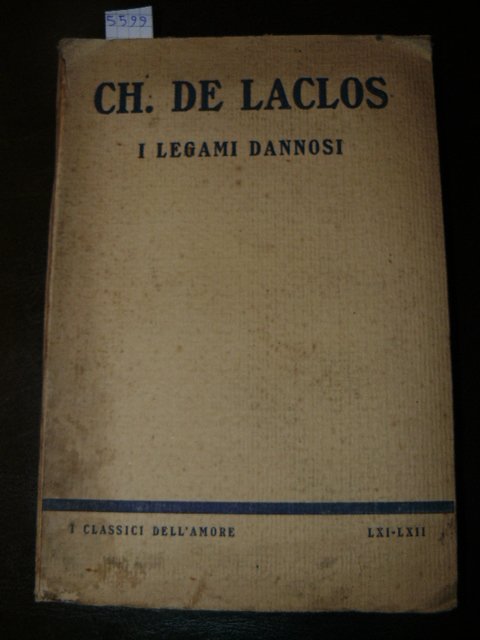 5599
CH. DE LACLOS
I LEGAMI DANNOSI
I CLASSICI DELL'AMORE LXI-LXII